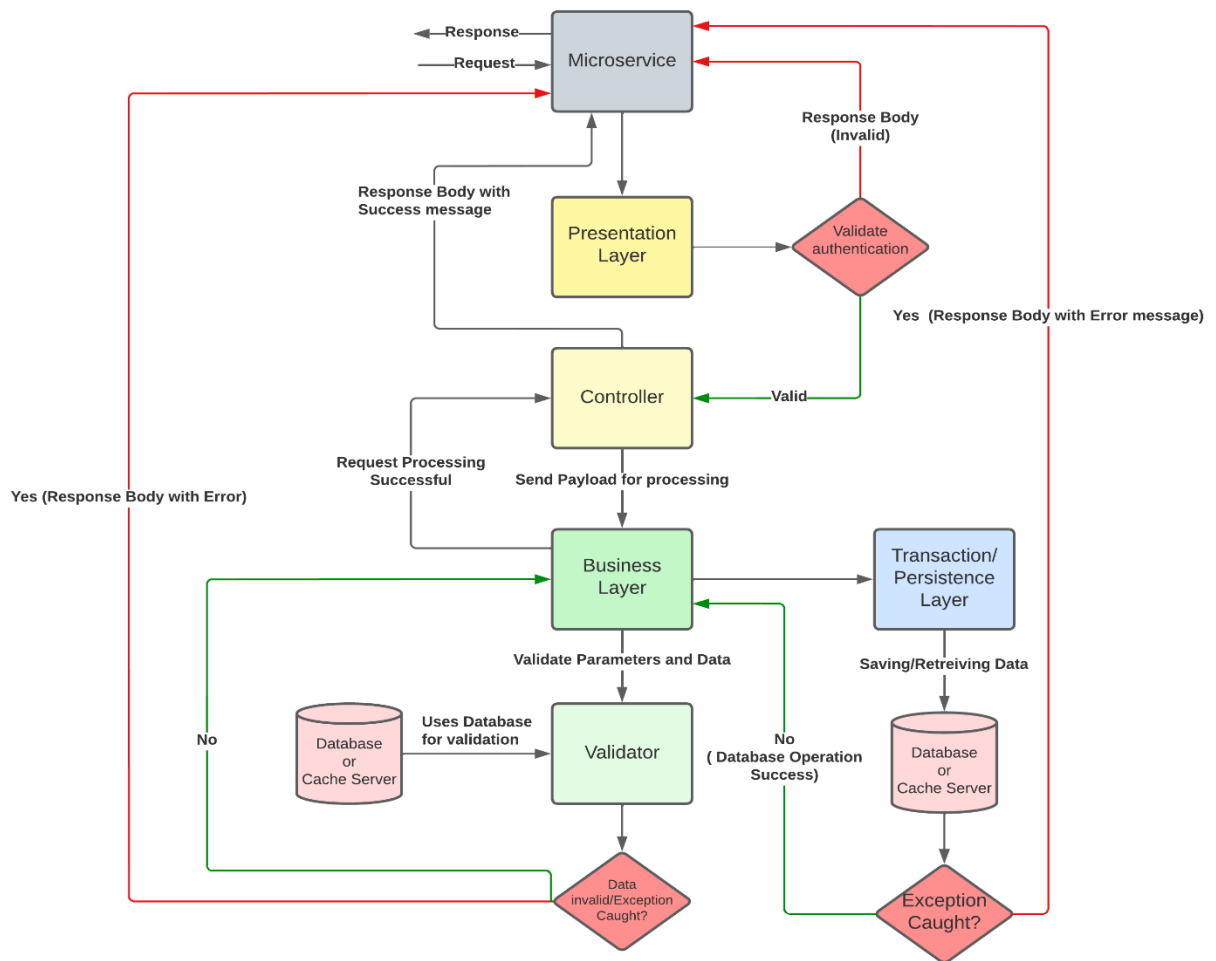 Response
Request
Microservice
Response Body
(Invalid)
Response Body with
Success message
Presentation
Layer
Validate
authentication
Yes  (Response Body with Error message)
Controller
Valid
Request Processing
Successful
Send Payload for processing
Yes (Response Body with Error)
Business
Layer
Transaction/
Persistence
Layer
Validate Parameters and Data
Saving/Retreiving Data
Uses Database
for validation
Database
or
Cache Server
Validator
No
No
( Database Operation
Success)
Database
or
Cache Server
Data
invalid/Exception
Caught?
Exception
Caught?